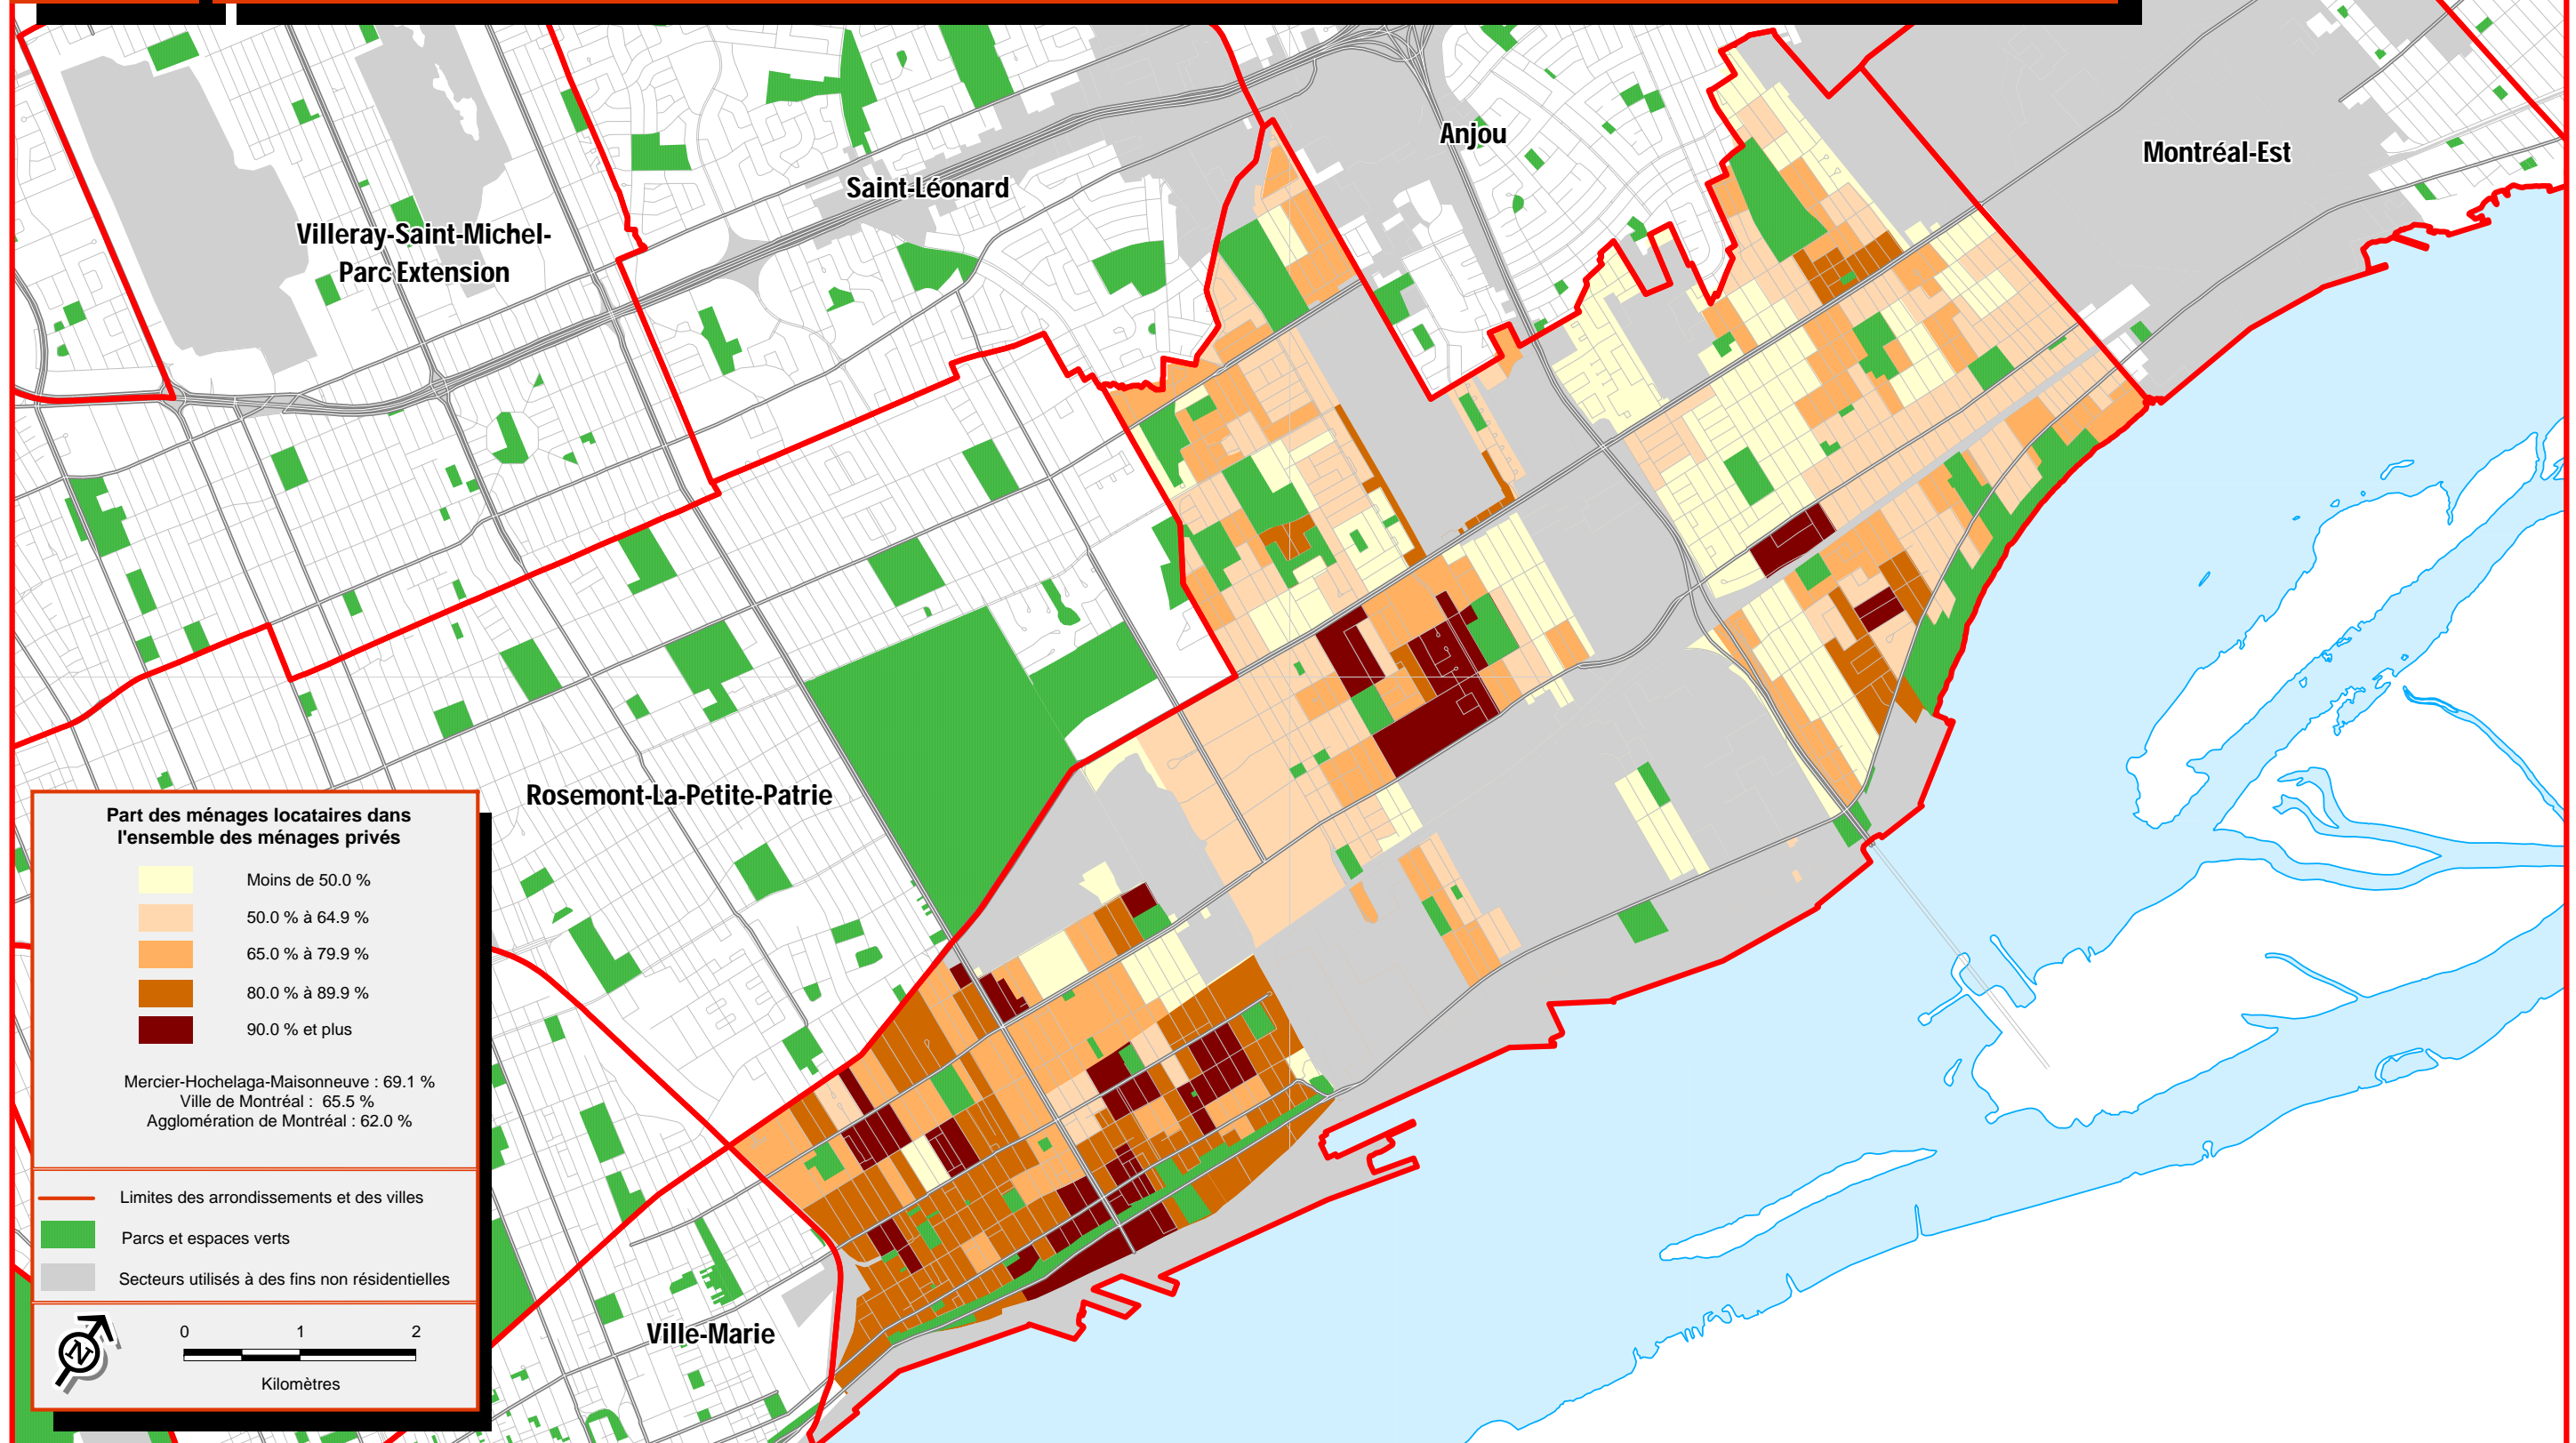 Anjou
Montréal-Est
Saint-Léonard
Villeray-Saint-Michel-
Parc Extension
Rosemont-La-Petite-Patrie
Ville-Marie
Part des ménages locataires dans
l'ensemble des ménages privés
Moins de 50.0 %
50.0 % à 64.9 %
65.0 % à 79.9 %
80.0 % à 89.9 %
90.0 % et plus
Mercier-Hochelaga-Maisonneuve : 69.1 %
Ville de Montréal : 65.5 %
Agglomération de Montréal : 62.0 %
Limites des arrondissements et des villes
Parcs et espaces verts
Secteurs utilisés à des fins non résidentielles
N
0 1 2
Kilomètres